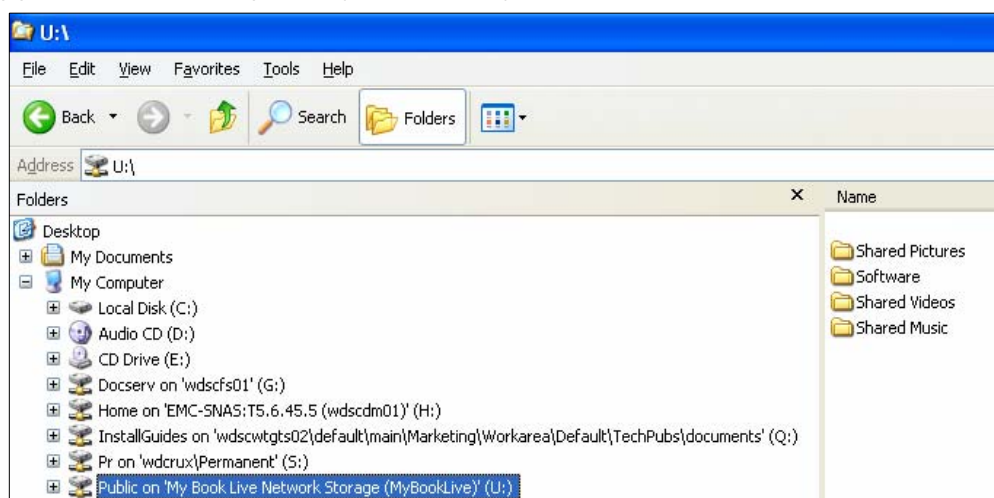 U:\
File Edit View Favorites Tools Help
Back Search Folders
Address U:\
Folders X
Desktop
My Documents
My Computer
Local Disk (C:)
Audio CD (D:)
CD Drive (E:)
Docserv on 'wdscfs01' (G:)
Home on 'EMC-SNAS:T5.6.45.5 (wdscdm01)' (H:)
InstallGuides on 'wdscwtgts02\default\main\Marketing\Workarea\Default\TechPubs\documents' (Q:)
Pr on 'wdcrux\Permanent' (S:)
Public on 'My Book Live Network Storage (MyBookLive)' (U:)
Name
Shared Pictures
Software
Shared Videos
Shared Music